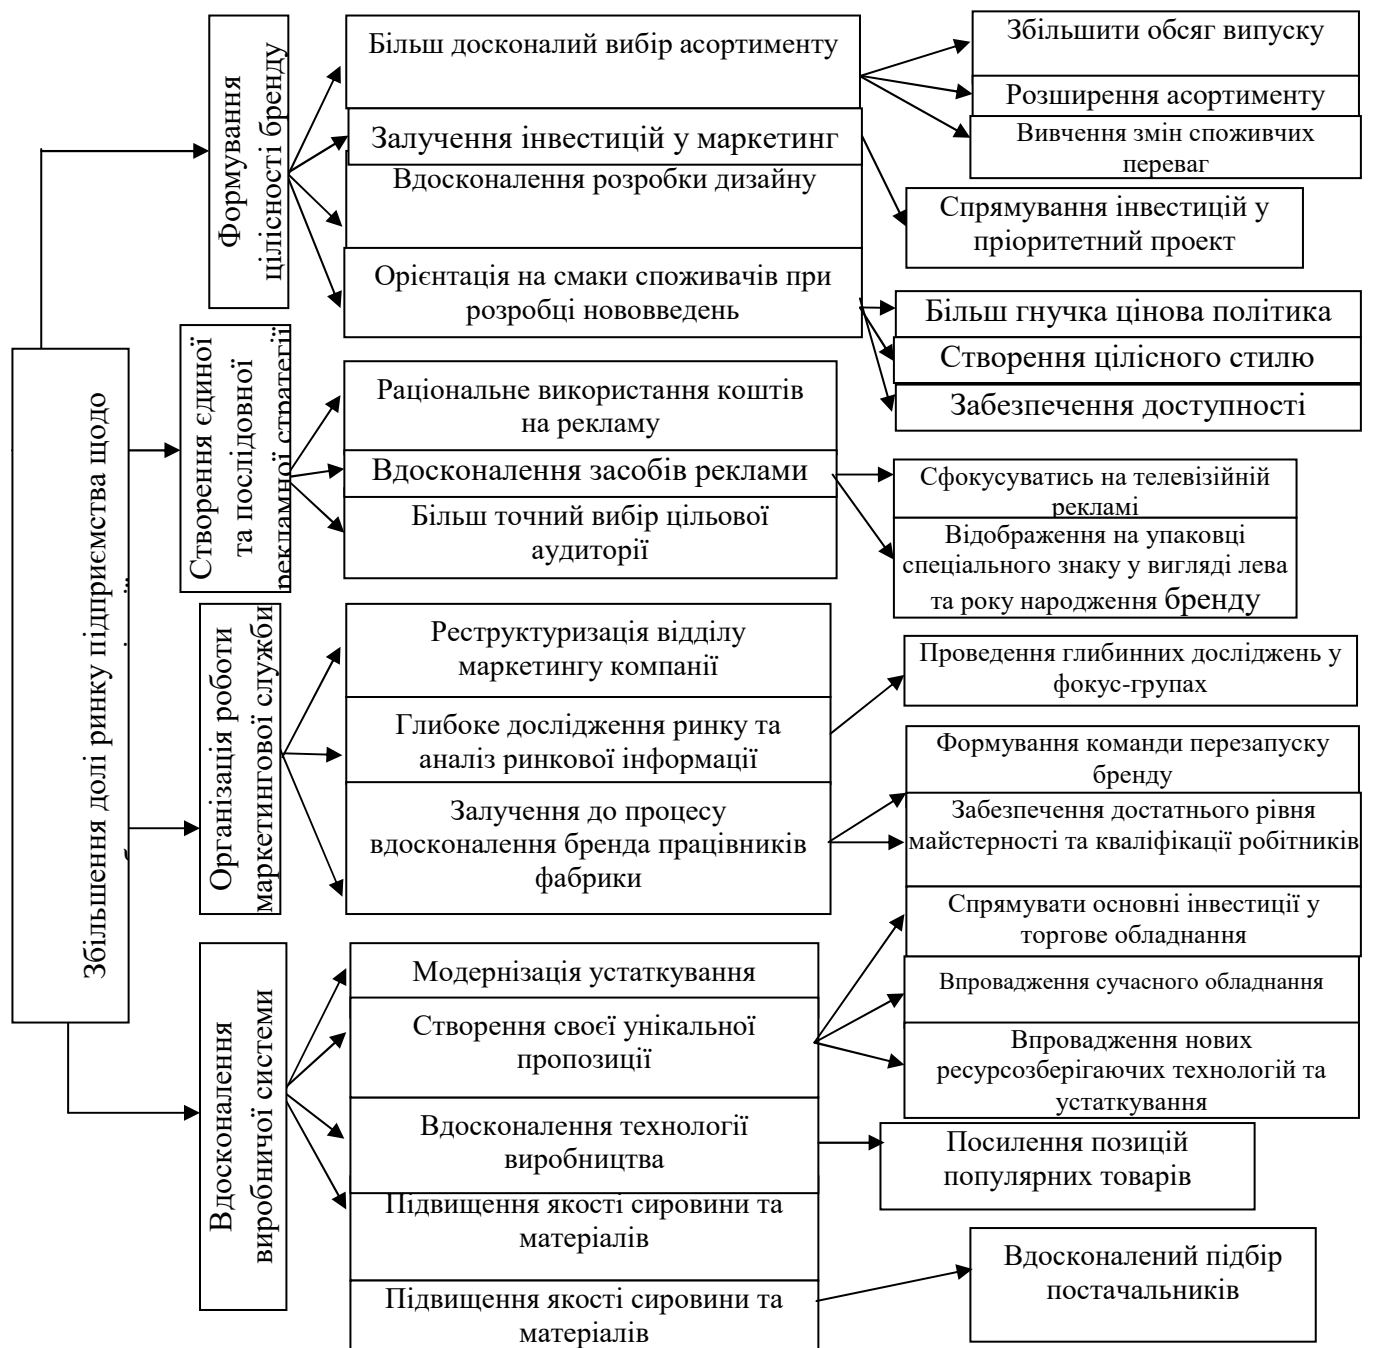 Збільшення долі ринку підприємства щодо
Формування
цілісності бренду
Більш досконалий вибір асортименту
Залучення інвестицій у маркетинг
Вдосконалення розробки дизайну
Орієнтація на смаки споживачів при
розробці нововведень
Збільшити обсяг випуску
Розширення асортименту
Вивчення змін споживчих
переваг
Спрямування інвестицій у
пріоритетний проект
Більш гнучка цінова політика
Створення цілісного стилю
Забезпечення доступності
Створення єдиної
та послідовної
рекламної стратегії
Раціональне використання коштів
на рекламу
Вдосконалення засобів реклами
Більш точний вибір цільової
аудиторії
Сфокусуватись на телевізійній
рекламі
Відображення на упаковці
спеціального знаку у вигляді лева
та року народження бренду
Організація роботи
маркетингової служби
Реструктуризація відділу
маркетингу компанії
Глибоке дослідження ринку та
аналіз ринкової інформації
Залучення до процесу
вдосконалення бренда працівників
фабрики
Проведення глибинних досліджень у
фокус-групах
Формування команди перезапуску
бренду
Забезпечення достатнього рівня
майстерності та кваліфікації робітників
Вдосконалення
виробничої системи
Модернізація устаткування
Створення своєї унікальної
пропозиції
Вдосконалення технології
виробництва
Підвищення якості сировини та
матеріалів
Підвищення якості сировини та
матеріалів
Спрямувати основні інвестиції у
торгове обладнання
Впровадження сучасного обладнання
Впровадження нових
ресурсозберігаючих технологій та
устаткування
Посилення позицій
популярних товарів
Вдосконалений підбір
постачальників